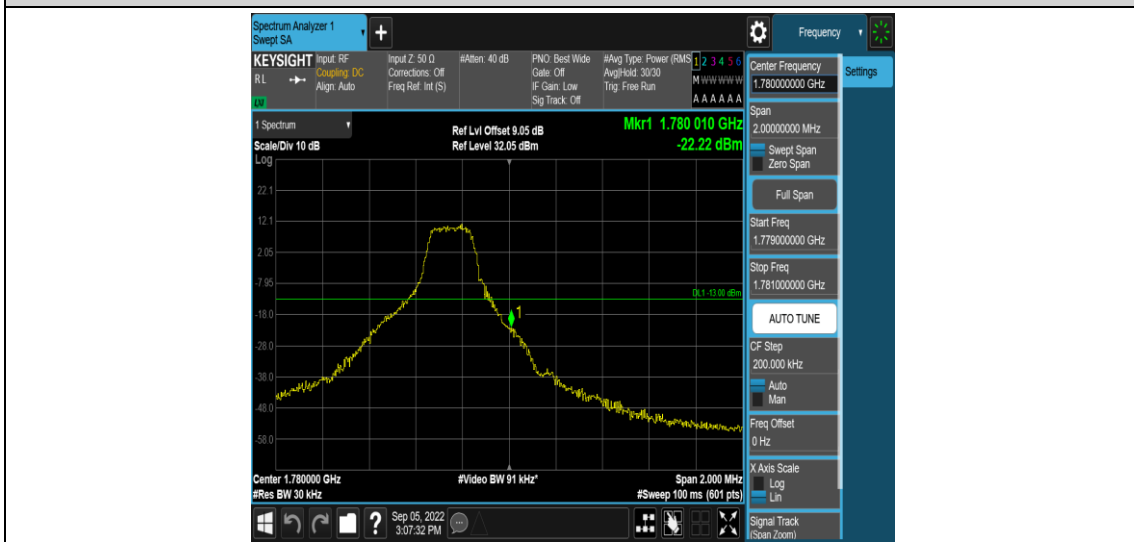 Spectrum Analyzer 1
Swept SA
+
Frequency
KEYSIGHT
RL
Input: RF
Coupling: DC
Align: Auto
Input Z: 50 Ω
Corrections: Off
Freq Ref: Int (S)
#Atten: 40 dB
PNO: Best Wide
Gate: Off
IF Gain: Low
Sig Track: Off
#Avg Type: Power (RMS
Avg|Hold: 30/30
Trig: Free Run
1 2 3 4 5 6
M W W W W W
A A A A A A
1 Spectrum
Scale/Div 10 dB
Ref Lvl Offset 9.05 dB
Ref Level 32.05 dBm
Mkr1 1.780 010 GHz
-22.22 dBm
Log
22.1
12.1
2.05
-7.95
-18.0
-28.0
-38.0
-48.0
-58.0
DL1 -13.00 dBm
1
Center 1.780000 GHz
#Res BW 30 kHz
#Video BW 91 kHz*
Span 2.000 MHz
#Sweep 100 ms (601 pts)
Center Frequency
1.780000000 GHz
Settings
Span
2.00000000 MHz
Swept Span
Zero Span
Full Span
Start Freq
1.779000000 GHz
Stop Freq
1.781000000 GHz
AUTO TUNE
CF Step
200.000 kHz
Auto
Man
Freq Offset
0 Hz
X Axis Scale
Log
Lin
Signal Track
(Span Zoom)
?
Sep 05, 2022
3:07:32 PM